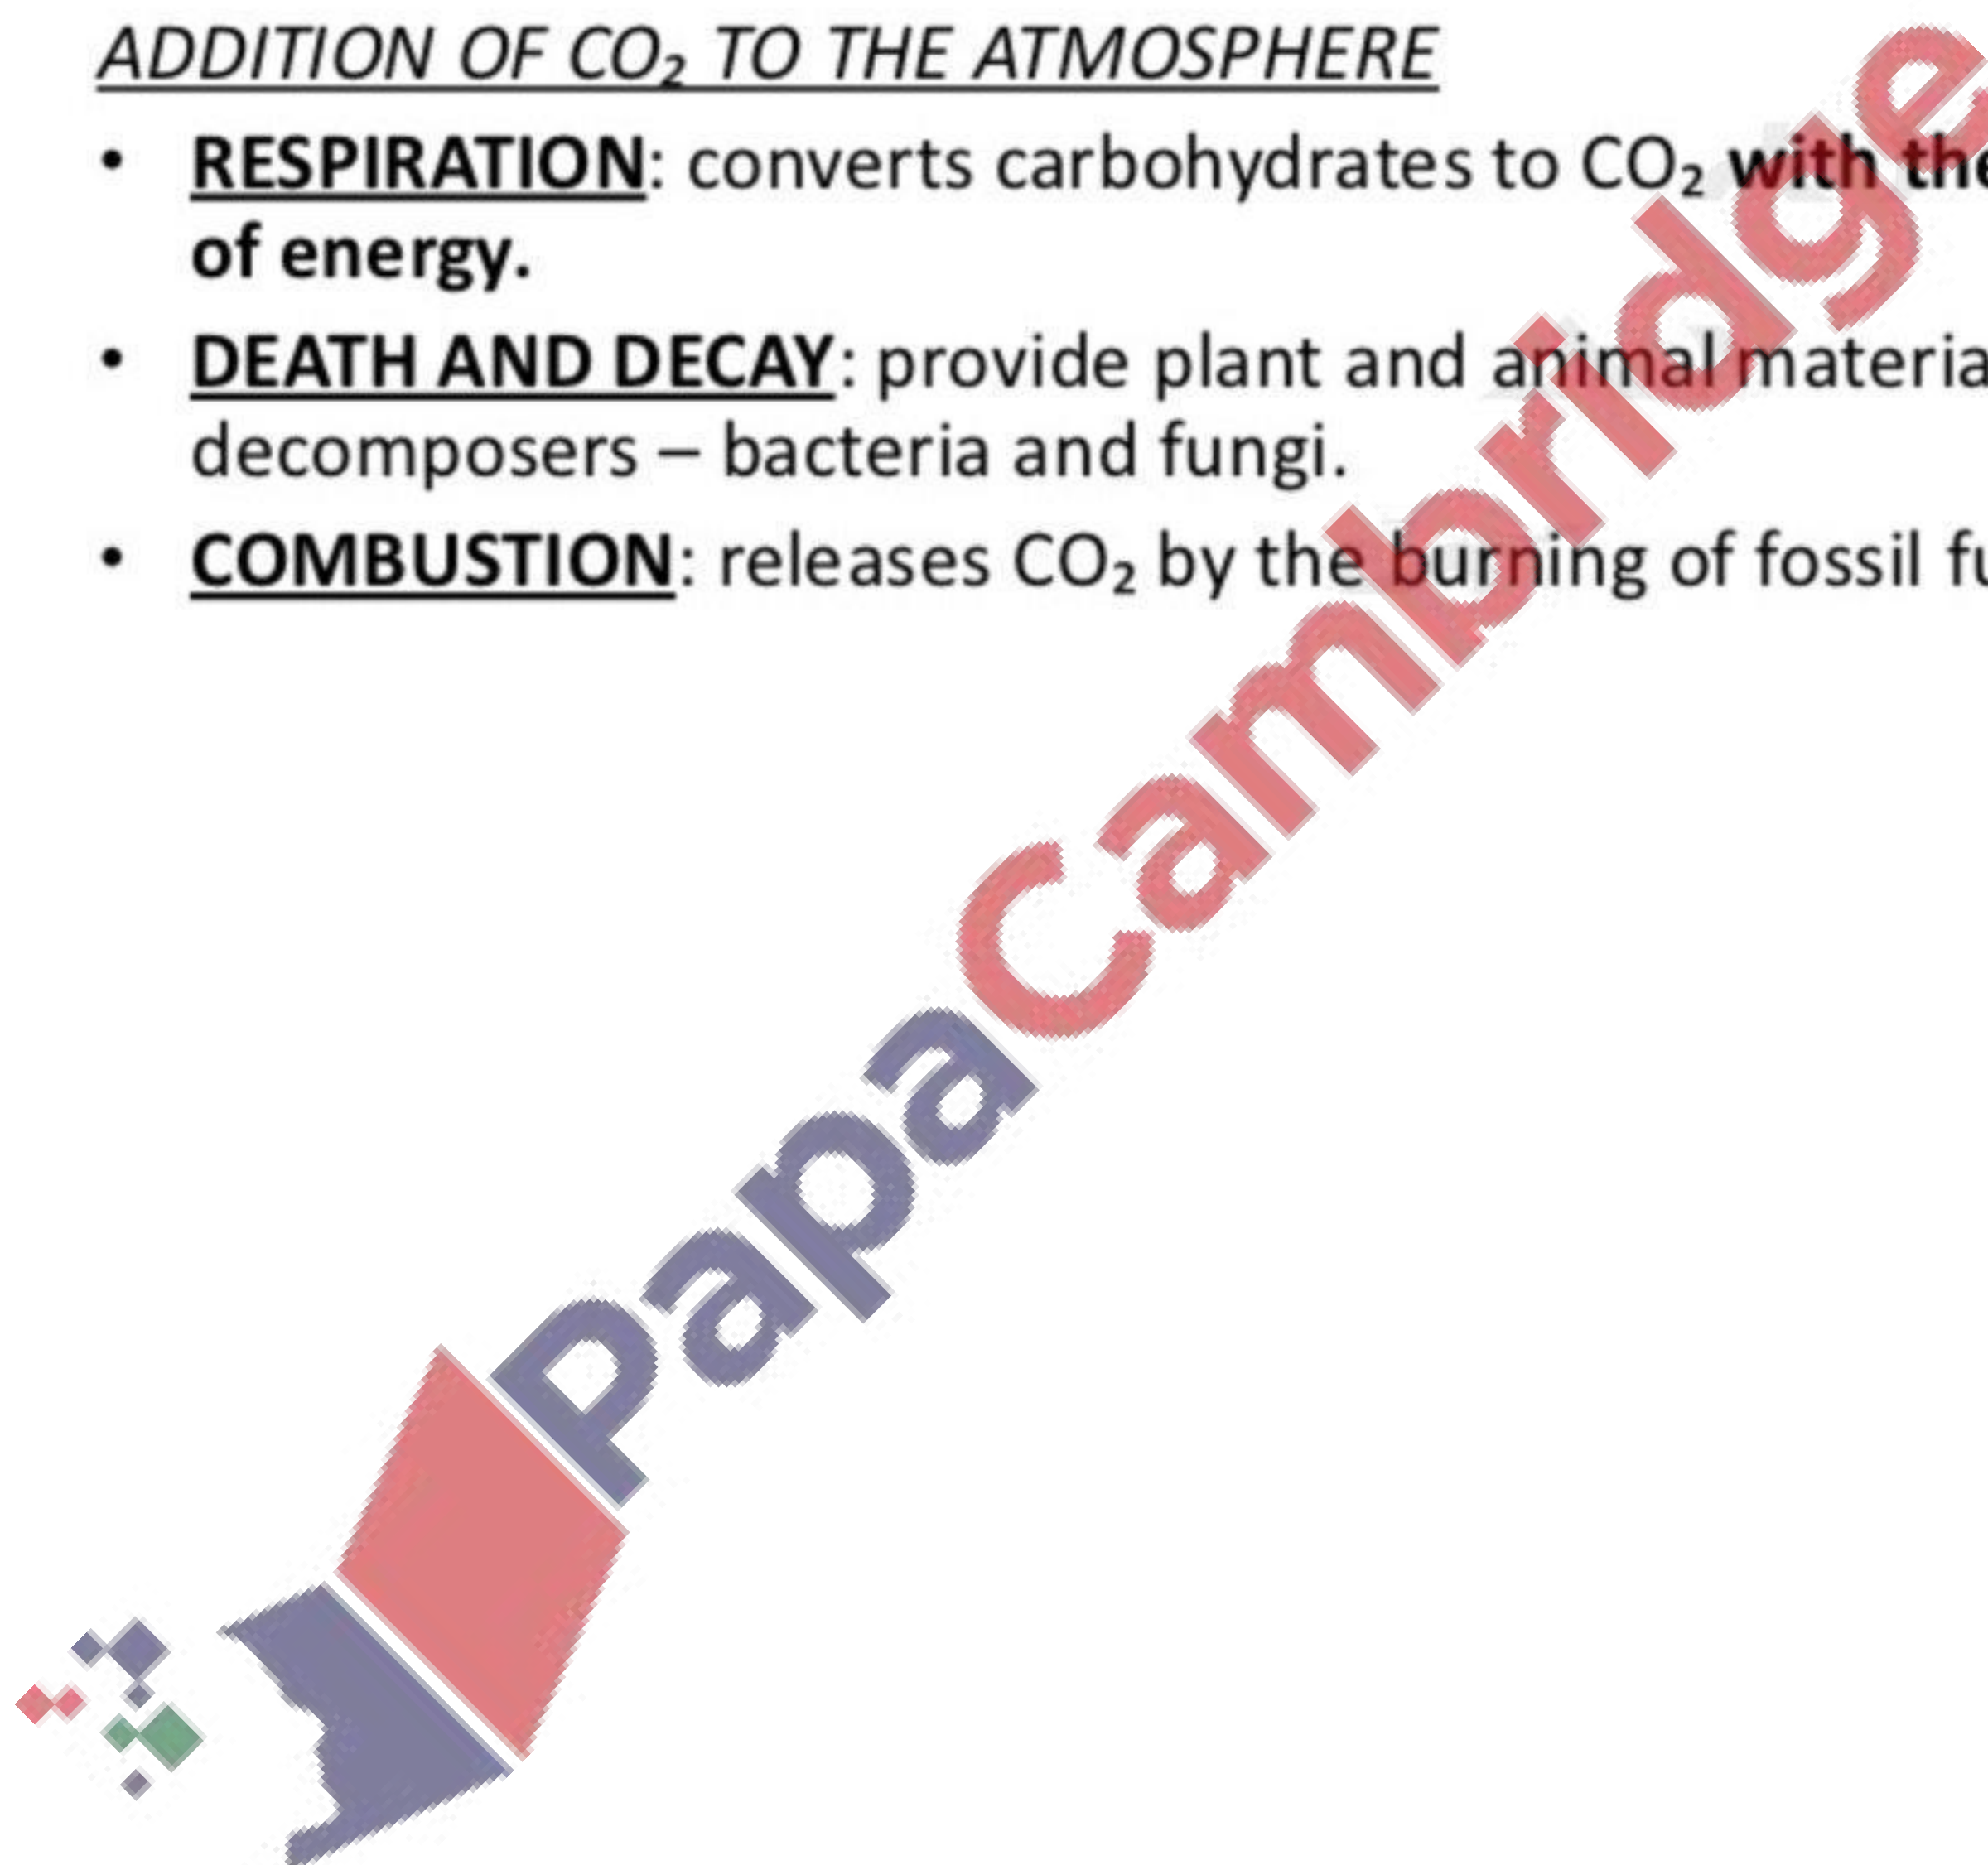 ADDITION OF CO₂ TO THE ATMOSPHERE
• RESPIRATION: converts carbohydrates to CO₂ with the
of energy.
• DEATH AND DECAY: provide plant and animal materia
decomposers – bacteria and fungi.
• COMBUSTION: releases CO₂ by the burning of fossil fu
PapaCambridge